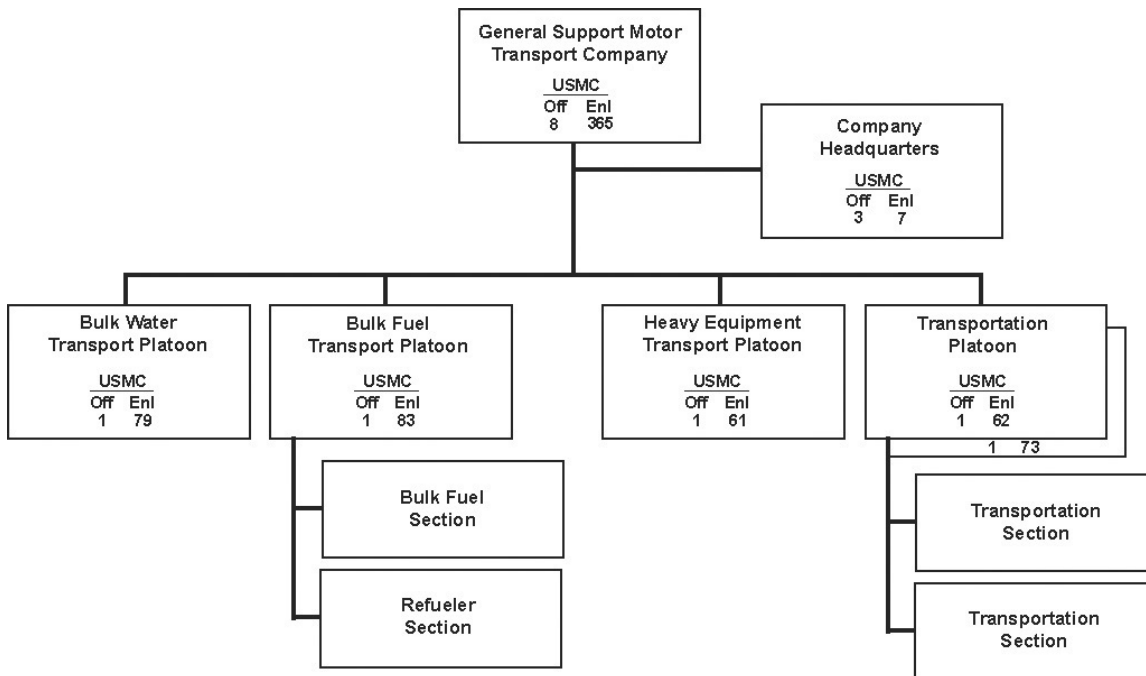 General Support Motor
Transport Company
USMC
Off Enl
8 365
Company
Headquarters
USMC
Off Enl
3 7
Bulk Water
Transport Platoon
USMC
Off Enl
1 79
Bulk Fuel
Transport Platoon
USMC
Off Enl
1 83
Heavy Equipment
Transport Platoon
USMC
Off Enl
1 61
Transportation
Platoon
USMC
Off Enl
1 62
1 73
Bulk Fuel
Section
Refueler
Section
Transportation
Section
Transportation
Section